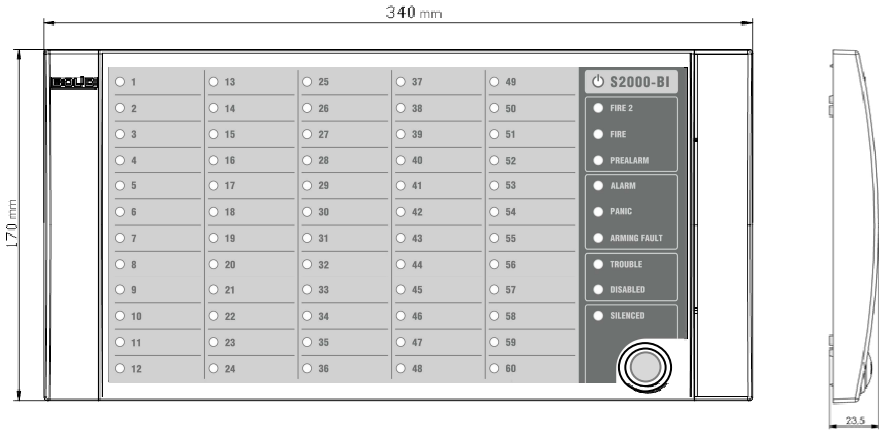 340 mm
170 mm
BOLID
1 13 25 37 49
2 14 26 38 50
3 15 27 39 51
4 16 28 40 52
5 17 29 41 53
6 18 30 42 54
7 19 31 43 55
8 20 32 44 56
9 21 33 45 57
10 22 34 46 58
11 23 35 47 59
12 24 36 48 60
S2000-BI
FIRE 2
FIRE
PREALARM
ALARM
PANIC
ARMING FAULT
TROUBLE
DISABLED
SILENCED
23.5